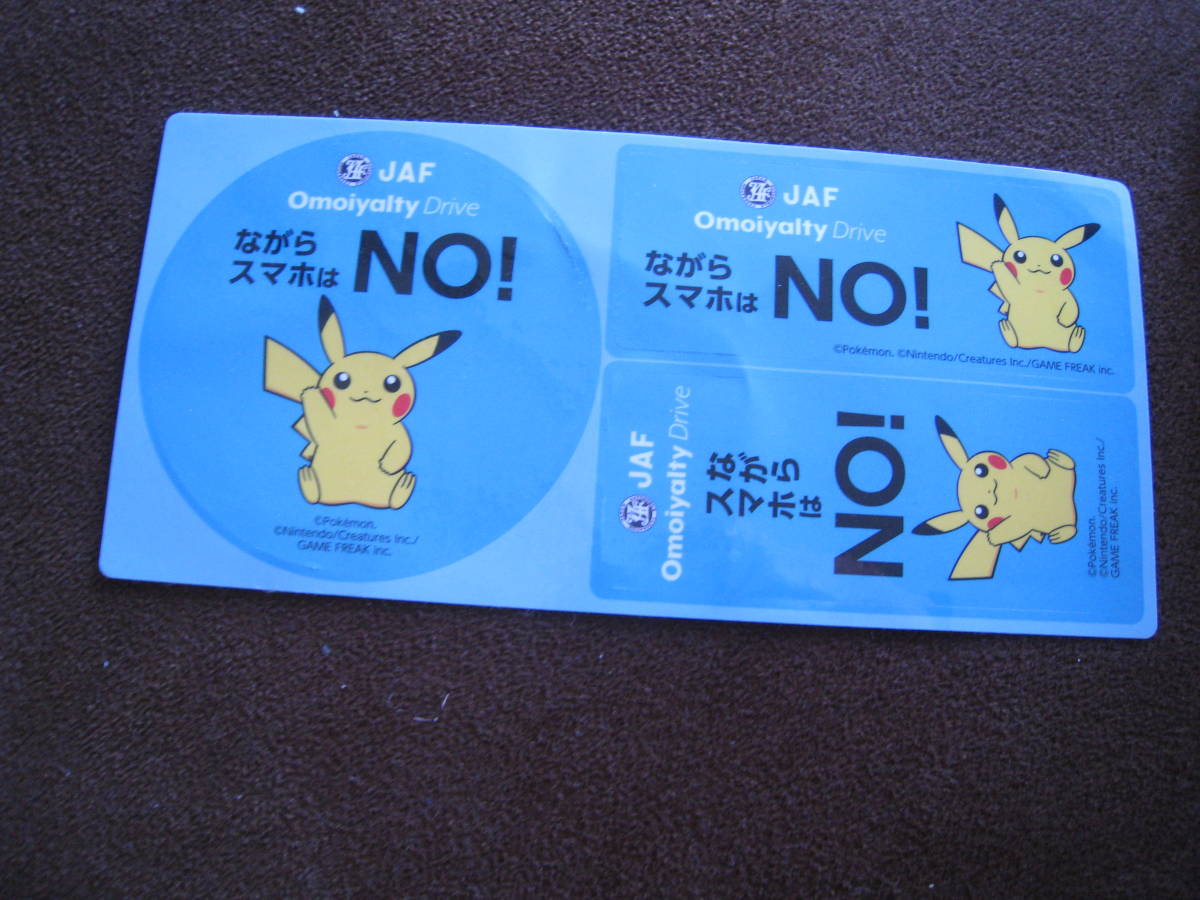 JAF
Omoiyalty Drive
ながら
スマホは NO!
©Pokémon.
©Nintendo/Creatures Inc./
GAME FREAK inc.
JAF
Omoiyalty Drive
ながら
スマホは NO!
©Pokémon. ©Nintendo/Creatures Inc./GAME FREAK inc.
JAF
Omoiyalty Drive
ながら
スマホは
NO!
©Pokémon.
©Nintendo/Creatures Inc./
GAME FREAK inc.